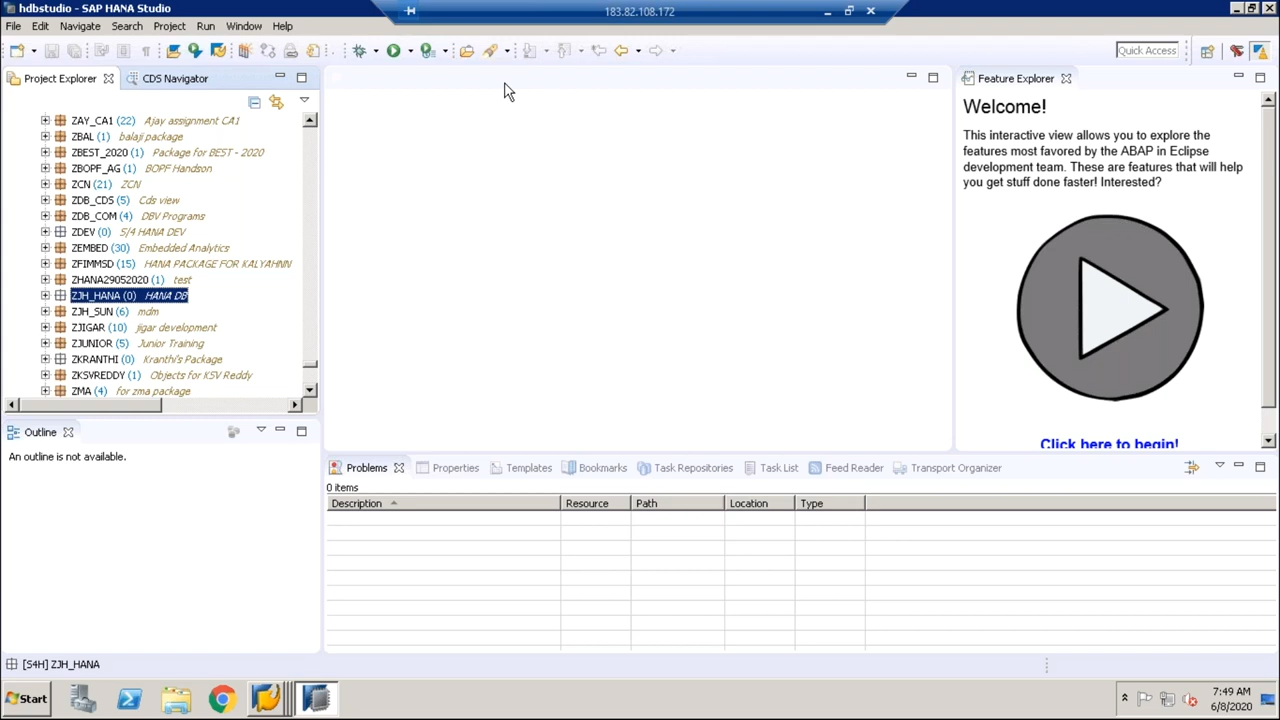 hdbstudio - SAP HANA Studio
183.82.108.172
File Edit Navigate Search Project Run Window Help
Quick Access
Project Explorer CDS Navigator
Feature Explorer
ZAY_CA1 (22) Ajay assignment CA1
ZBAL (1) balaji package
ZBEST_2020 (1) Package for BEST - 2020
ZBOPF_AG (1) BOPF Handson
ZCN (21) ZCN
ZDB_CDS (5) Cds view
ZDB_COM (4) DBV Programs
ZDEV (0) S/4 HANA DEV
ZEMBED (30) Embedded Analytics
ZFIMMSD (15) HANA PACKAGE FOR KALYAHNN
ZHANA29052020 (1) test
ZJH_HANA (0) HANA DB
ZJH_SUN (6) mdm
ZJIGAR (10) jigar development
ZJUNIOR (5) Junior Training
ZKRANTHI (0) Kranthi's Package
ZKSVREDDY (1) Objects for KSV Reddy
ZMA (4) for zma package
Welcome!
This interactive view allows you to explore the
features most favored by the ABAP in Eclipse
development team. These are features that will help
you get stuff done faster! Interested?
Click here to begin!
Outline
An outline is not available.
Problems Properties Templates Bookmarks Task Repositories Task List Feed Reader Transport Organizer
0 items
Description Resource Path Location Type
[S4H] ZJH_HANA
Start
7:49 AM
6/8/2020